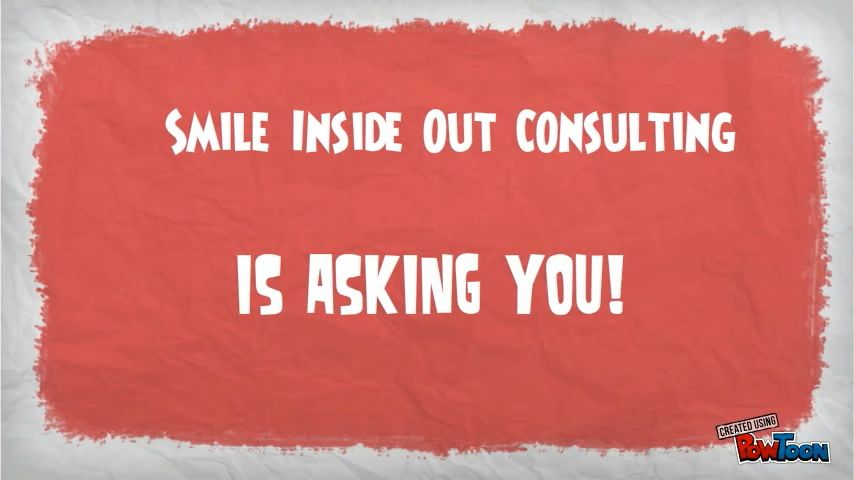 Smile Inside Out Consulting
IS ASKING YOU!
CREATED USING
PowToon